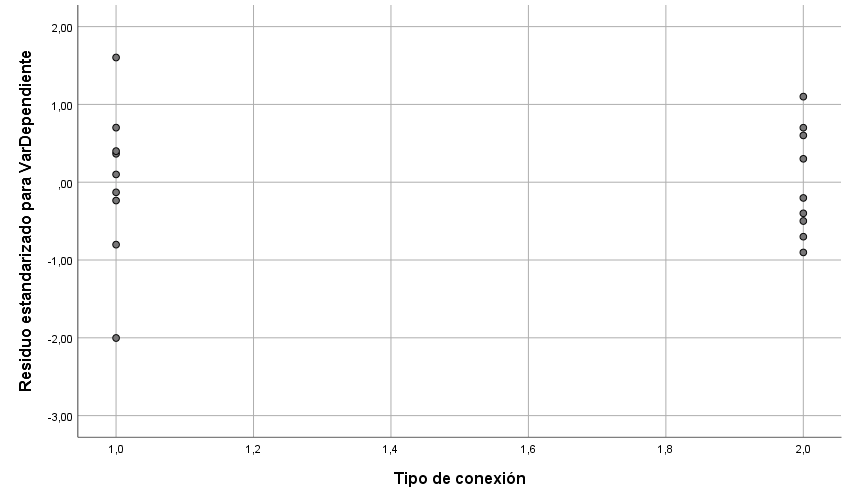 Residuo estandarizado para VarDependiente
2,00
1,00
,00
-1,00
-2,00
-3,00
1,0 1,2 1,4 1,6 1,8 2,0
Tipo de conexión